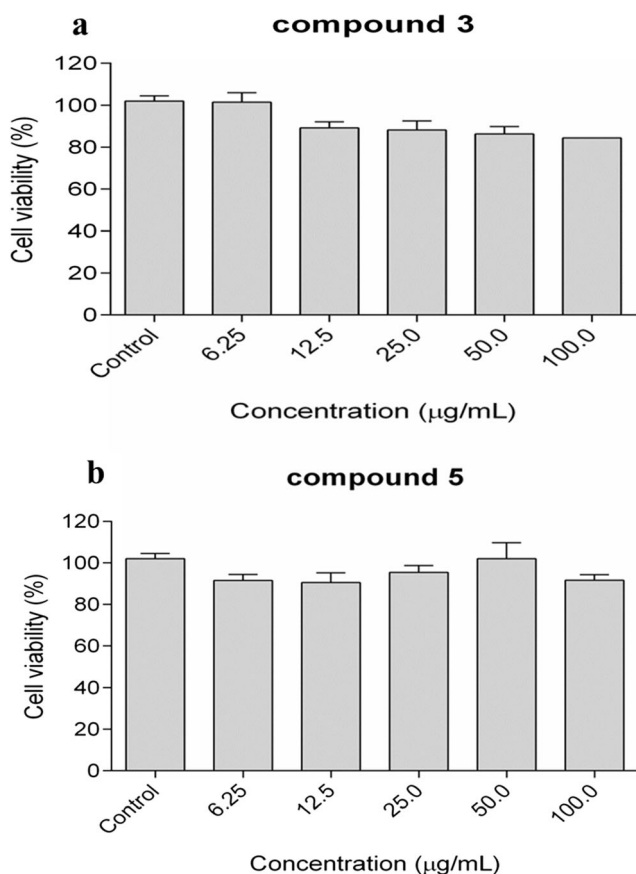 a
compound 3
Cell viability (%)
120
100
80
60
40
20
0
Control
6.25
12.5
25.0
50.0
100.0
Concentration (μg/mL)
b
compound 5
Cell viability (%)
120
100
80
60
40
20
0
Control
6.25
12.5
25.0
50.0
100.0
Concentration (μg/mL)